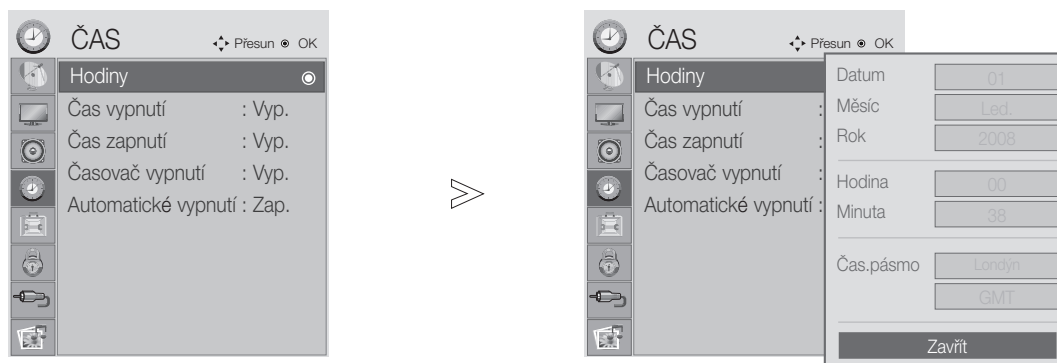 ČAS
Přesun OK
Hodiny
Čas vypnutí : Vyp.
Čas zapnutí : Vyp.
Časovač vypnutí : Vyp.
Automatické vypnutí : Zap.
ČAS
Přesun OK
Hodiny
Čas vypnutí :
Čas zapnutí :
Časovač vypnutí :
Automatické vypnutí :
Datum 01
Měsíc Led.
Rok 2008
Hodina 00
Minuta 38
Čas.pásmo Londýn
GMT
Zavřít